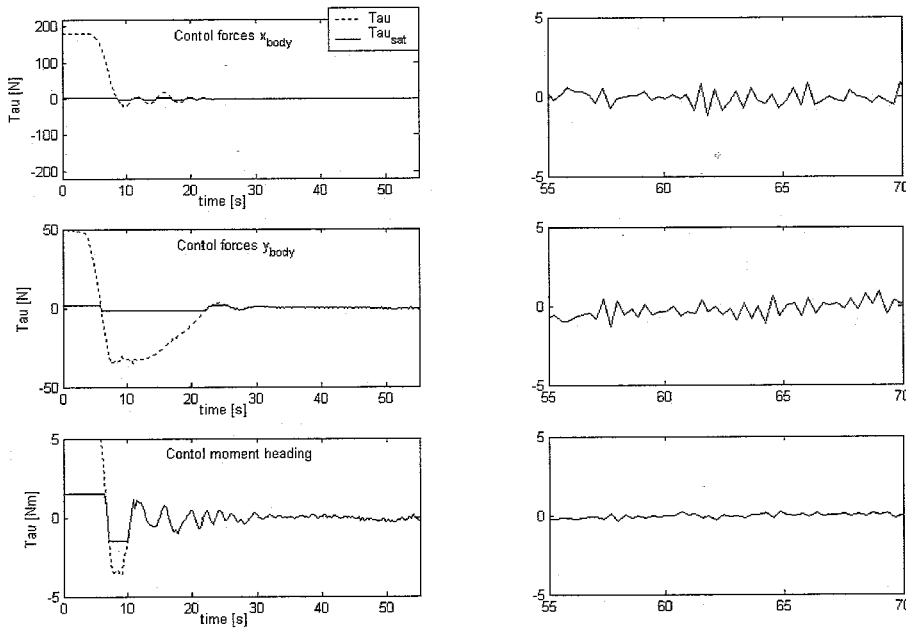 Tau
Tau_sat
Contol forces x_body
Tau [N]
200
100
0
-100
-200
0 10 20 30 40 50
time [s]
5
0
-5
55 60 65 70
Contol forces y_body
Tau [N]
50
0
-50
0 10 20 30 40 50
time [s]
5
0
-5
55 60 65 70
Contol moment heading
Tau [Nm]
5
0
-5
0 10 20 30 40 50
time [s]
5
0
-5
55 60 65 70